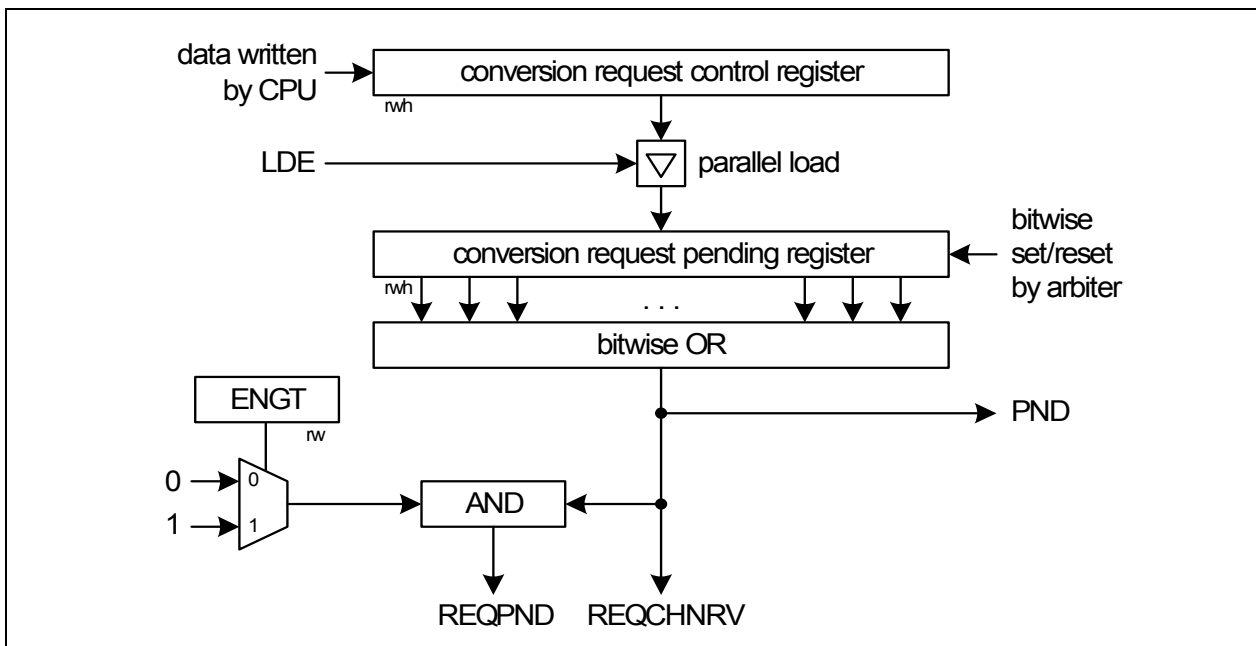 data written
by CPU
conversion request control register
rwh
LDE
parallel load
conversion request pending register
bitwise
set/reset
by arbiter
rwh
. . .
bitwise OR
ENGT
rw
PND
0
0
1
1
AND
REQPND
REQCHNRV